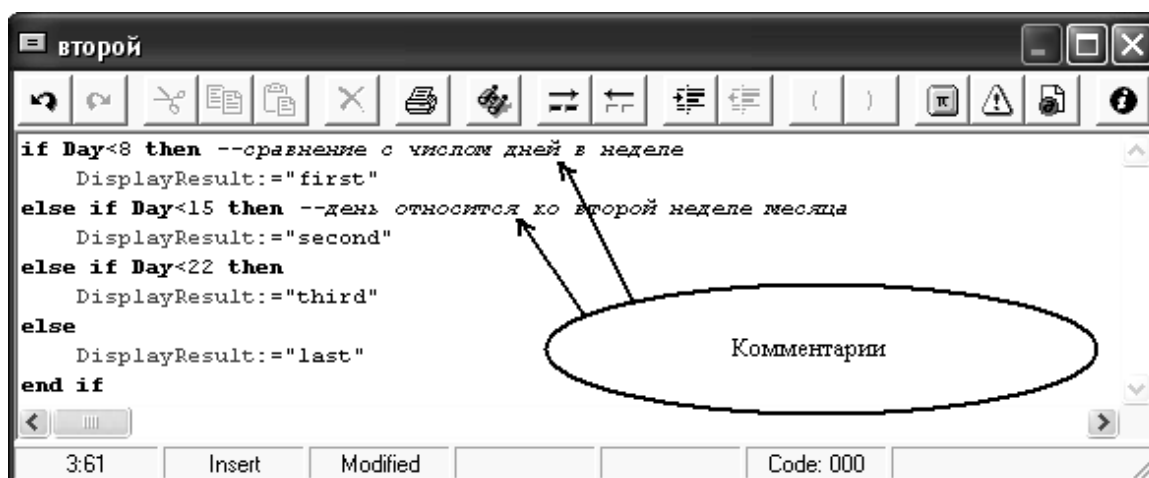 второй
if Day<8 then --сравнение с числом дней в неделе
DisplayResult:="first"
else if Day<15 then --день относится ко второй неделе месяца
DisplayResult:="second"
else if Day<22 then
DisplayResult:="third"
else
DisplayResult:="last"
end if
Комментарии
3:61 Insert Modified Code: 000